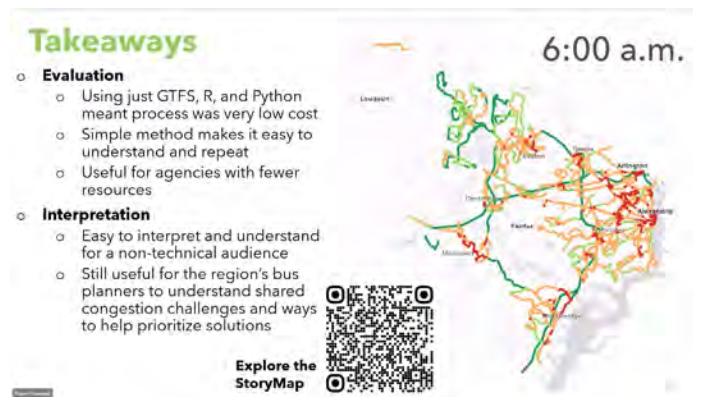 Takeaways
6:00 a.m.
o Evaluation
o Using just GTFS, R, and Python
meant process was very low cost
o Simple method makes it easy to
understand and repeat
o Useful for agencies with fewer
resources
o Interpretation
o Easy to interpret and understand
for a non-technical audience
o Still useful for the region's bus
planners to understand shared
congestion challenges and ways
to help prioritize solutions
Explore the
StoryMap
Loudoun
Arlington
Alexandria
Fairfax